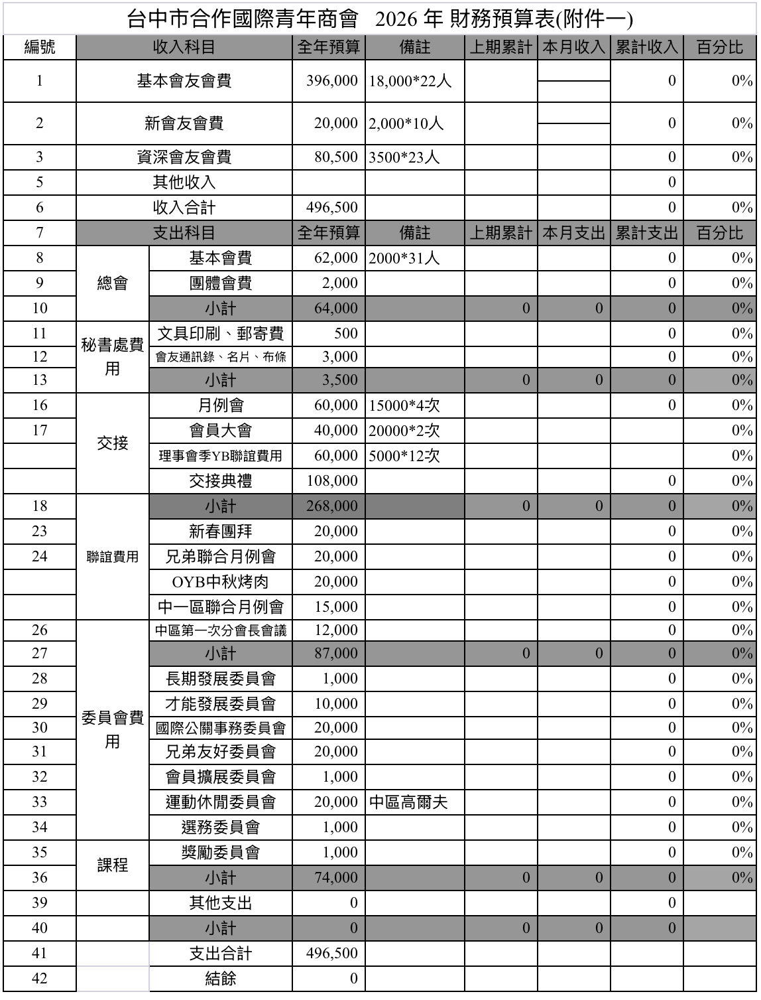 台中市合作國際青年商會 2026 年 財務預算表(附件一)
編號 收入科目 全年預算 備註 上期累計 本月收入 累計收入 百分比
1 基本會友會費 396,000 18,000*22人 0 0%
2 新會友會費 20,000 2,000*10人 0 0%
3 資深會友會費 80,500 3500*23人 0 0%
5 其他收入 0
6 收入合計 496,500 0 0%
7 支出科目 全年預算 備註 上期累計 本月支出 累計支出 百分比
8 基本會費 62,000 2000*31人 0 0%
總會
9 團體會費 2,000 0 0%
10 小計 64,000 0 0 0 0%
11 文具印刷、郵寄費 500 0 0%
秘書處費
用
12 會友通訊錄、名片、布條 3,000 0 0%
13 小計 3,500 0 0 0 0%
16 月例會 60,000 15000*4次 0 0%
17 會員大會 40,000 20000*2次 0%
交接
理事會季YB聯誼費用 60,000 5000*12次 0%
交接典禮 108,000 0 0%
18 小計 268,000 0 0 0 0%
23 新春團拜 20,000 0 0%
24 聯誼費用 兄弟聯合月例會 20,000 0 0%
OYB中秋烤肉 20,000 0 0%
中一區聯合月例會 15,000 0 0%
26 中區第一次分會長會議 12,000 0 0%
27 小計 87,000 0 0 0 0%
28 長期發展委員會 1,000 0 0%
29 才能發展委員會 10,000 0 0%
委員會費
用
30 國際公關事務委員會 20,000 0 0%
31 兄弟友好委員會 20,000 0 0%
32 會員擴展委員會 1,000 0 0%
33 運動休閒委員會 20,000 中區高爾夫 0 0%
34 選務委員會 1,000 0 0%
35 獎勵委員會 1,000 0 0%
課程
36 小計 74,000 0 0 0 0%
39 其他支出 0 0
40 小計 0 0 0 0
41 支出合計 496,500
42 結餘 0